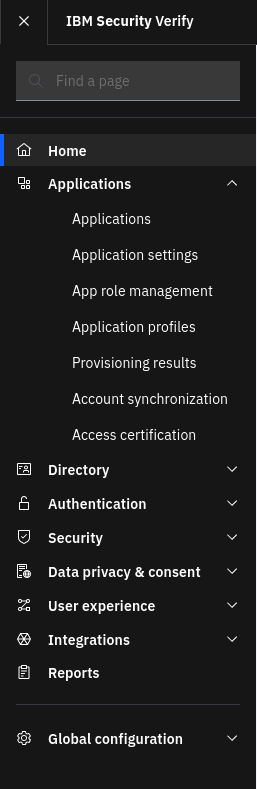 IBM Security Verify
Find a page
Home
Applications
Applications
Application settings
App role management
Application profiles
Provisioning results
Account synchronization
Access certification
Directory
Authentication
Security
Data privacy & consent
User experience
Integrations
Reports
Global configuration